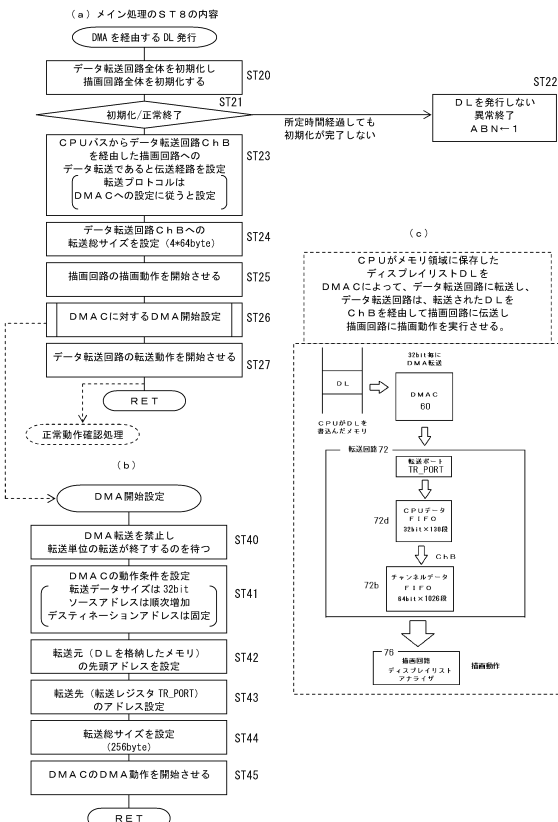 (a) メイン処理のST8の内容
DMAを経由するDL発行
データ転送回路全体を初期化し
描画回路全体を初期化する
ST20
ST21
初期化/正常終了
所定時間経過しても
初期化が完了しない
ST22
DLを発行しない
異常終了
ABN←1
CPUバスからデータ転送回路ChB
を経由した描画回路への
データ転送であると伝送経路を設定
転送プロトコルは
DMACへの設定に従うと設定
ST23
データ転送回路ChBへの
転送総サイズを設定 (4*64byte)
ST24
描画回路の描画動作を開始させる
ST25
DMACに対するDMA開始設定
ST26
データ転送回路の転送動作を開始させる
ST27
RET
正常動作確認処理
(b)
DMA開始設定
DMA転送を禁止し
転送単位の転送が終了するのを待つ
ST40
DMACの動作条件を設定
転送データサイズは32bit
ソースアドレスは順次増加
デスティネーションアドレスは固定
ST41
転送元(DLを格納したメモリ)
の先頭アドレスを設定
ST42
転送先(転送レジスタ TR_PORT)
のアドレス設定
ST43
転送総サイズを設定
(256byte)
ST44
DMACのDMA動作を開始させる
ST45
RET
(c)
CPUがメモリ領域に保存した
ディスプレイリストDLを
DMACによって、データ転送回路に転送し、
データ転送回路は、転送されたDLを
ChBを経由して描画回路に伝送し
描画回路に描画動作を実行させる。
32bit毎に
DMA転送
DL
DMAC
60
CPUがDLを
書込んだメモリ
転送回路72
転送ポート
TR_PORT
72d
CPUデータ
FIFO
32bit×130段
ChB
72b
チャンネルデータ
FIFO
64bit×1026段
76
描画回路
ディスプレイリスト
アナライザ
描画動作